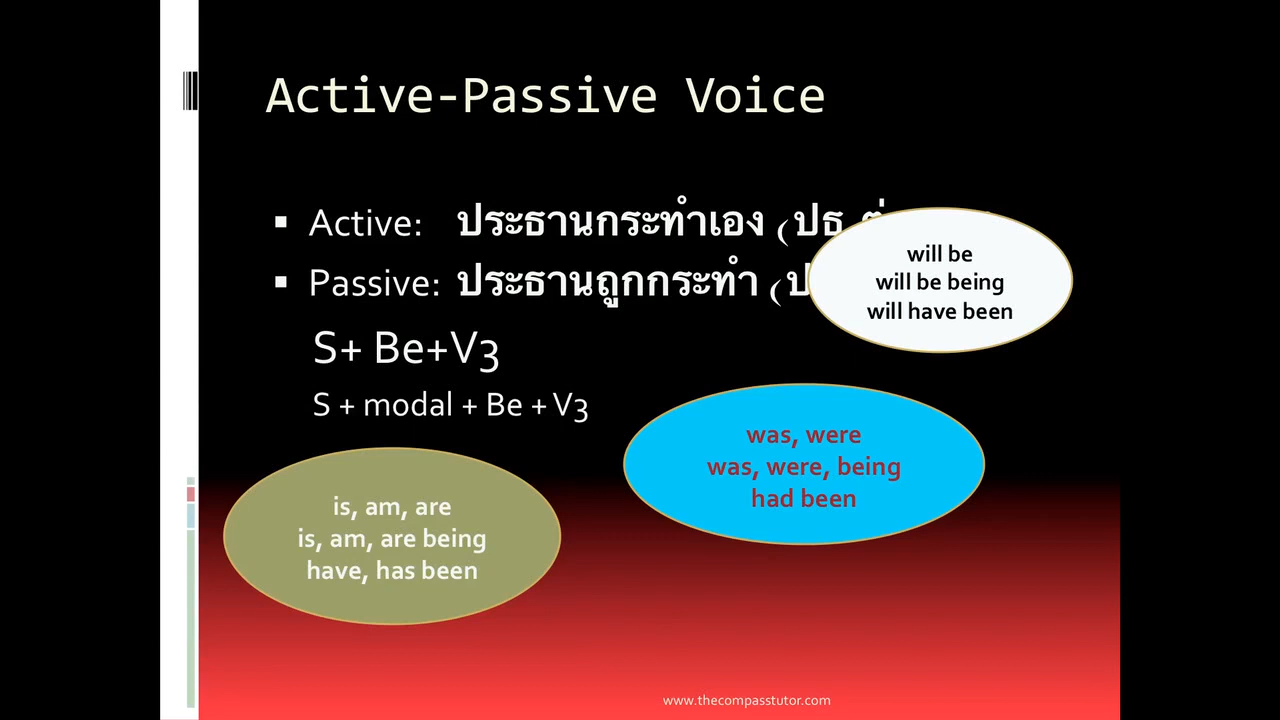 Active-Passive Voice
Active: ประธานกระทำเอง (ปธ
Passive: ประธานถูกกระทำ (ป
S+ Be+V3
S + modal + Be + V3
will be
will be being
will have been
was, were
was, were, being
had been
is, am, are
is, am, are being
have, has been
www.thecompasstutor.com